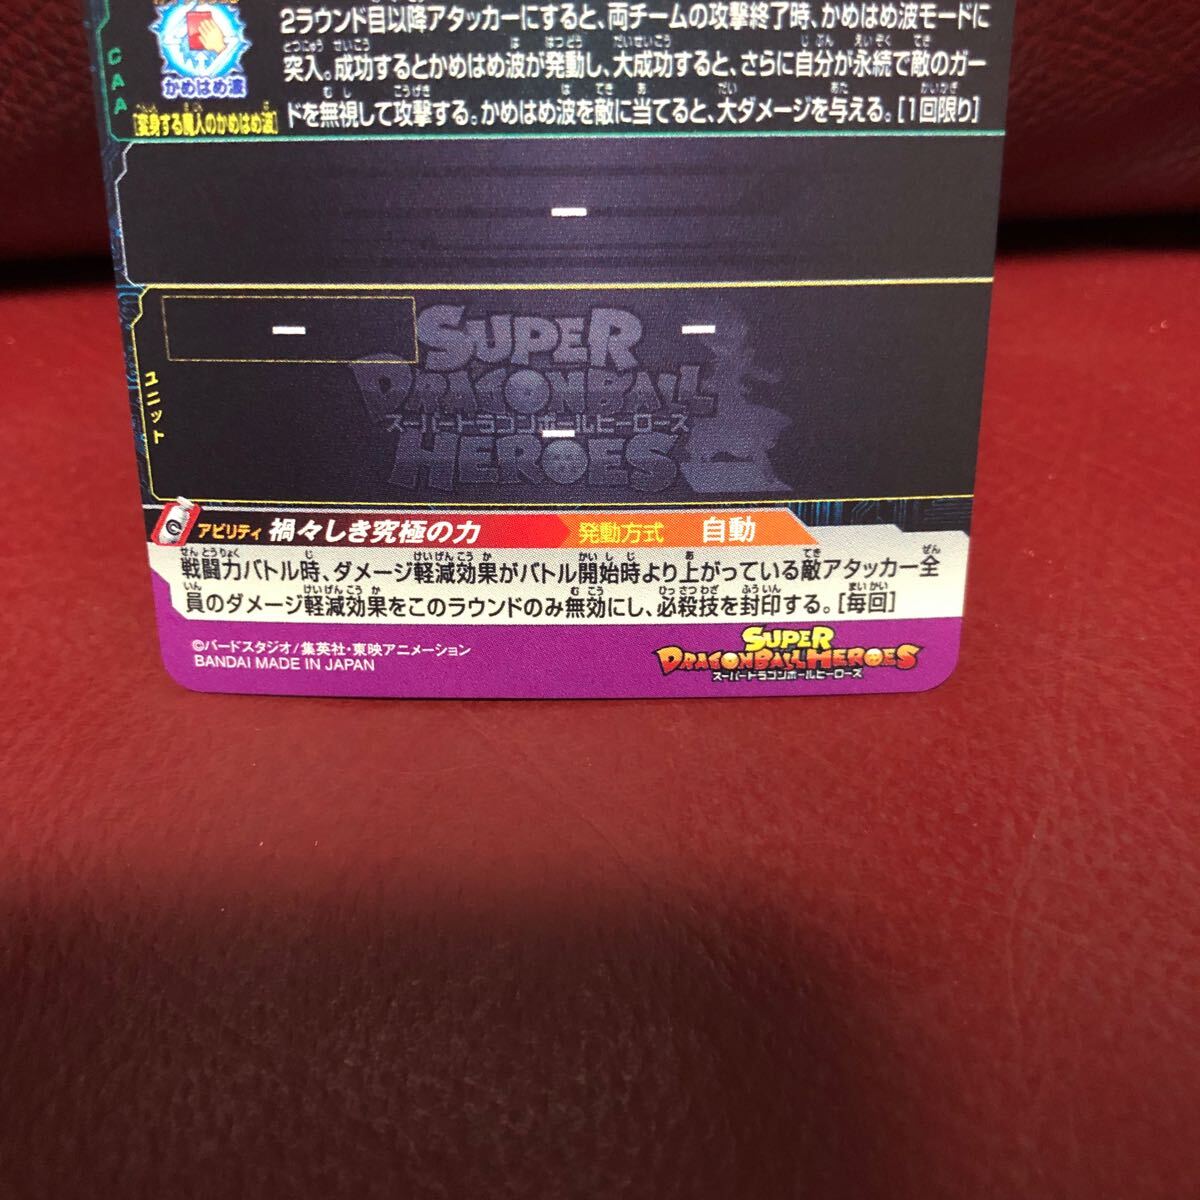 2ラウンド目以降アタッカーにすると、両チームの攻撃終了時、かめはめ波モードに
突入。成功するとかめはめ波が発動し、大成功すると、さらに自分が永続で敵のガー
ドを無視して攻撃する。かめはめ波を敵に当てると、大ダメージを与える。[1回限り]
CAA
かめはめ波
[変身する魔人のかめはめ波]
ー
ユニット
ー
ー
ー
SUPER
DRAGONBALL
スーパードラゴンボールヒーローズ
HEROES
アビリティ 禍々しき究極の力 発動方式 自動
戦闘力バトル時、ダメージ軽減効果がバトル開始時より上がっている敵アタッカー全
員のダメージ軽減効果をこのラウンドのみ無効にし、必殺技を封印する。[毎回]
©バードスタジオ/集英社・東映アニメーション
BANDAI MADE IN JAPAN
SUPER
DRAGONBALL HEROES
スーパードラゴンボールヒーローズ